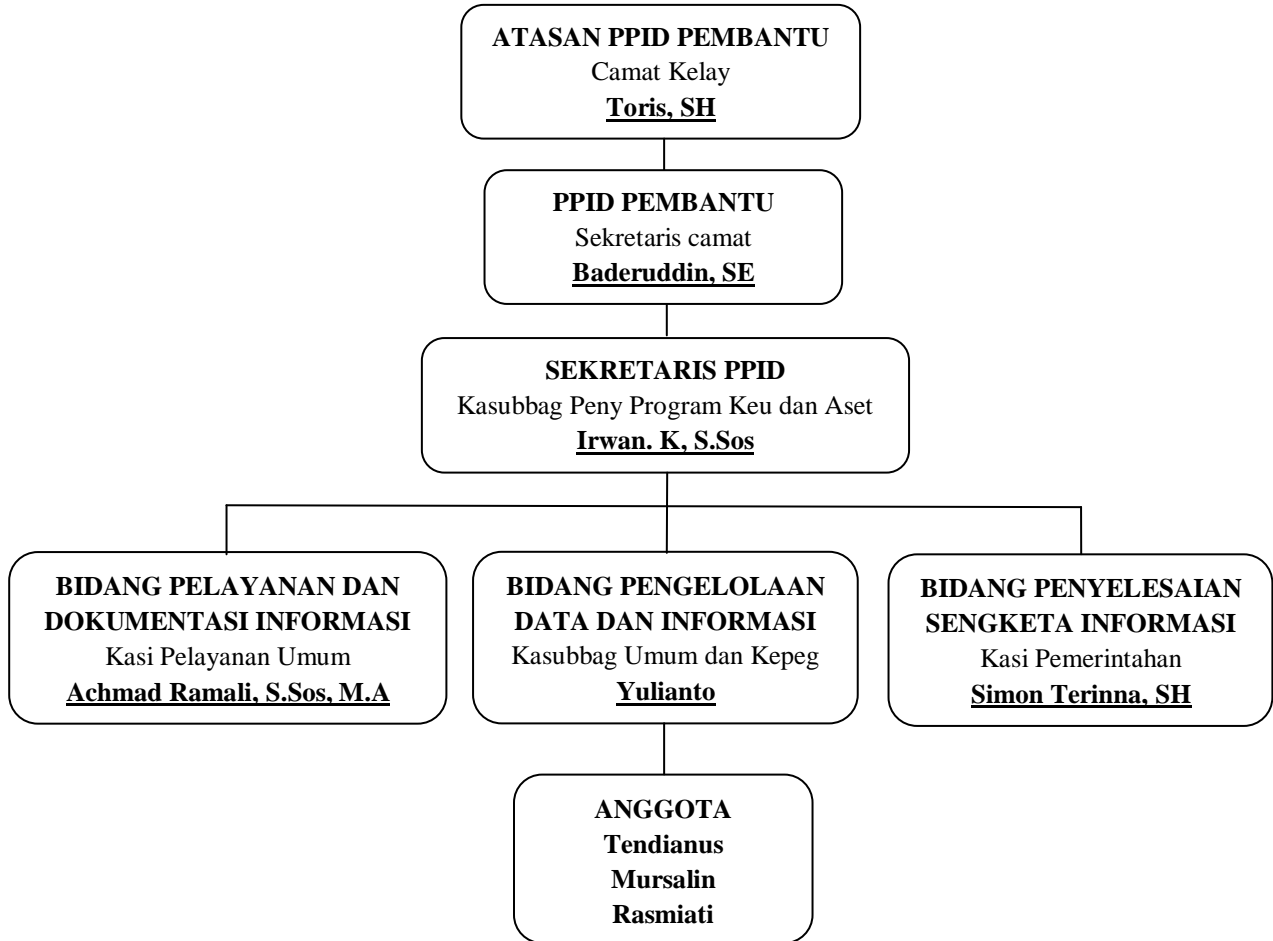 ATASAN PPID PEMBANTU
Camat Kelay
Toris, SH
PPID PEMBANTU
Sekretaris camat
Baderuddin, SE
SEKRETARIS PPID
Kasubbag Peny Program Keu dan Aset
Irwan. K, S.Sos
BIDANG PELAYANAN DAN
DOKUMENTASI INFORMASI
Kasi Pelayanan Umum
Achmad Ramali, S.Sos, M.A
BIDANG PENGELOLAAN
DATA DAN INFORMASI
Kasubbag Umum dan Kepeg
Yulianto
BIDANG PENYELESAIAN
SENGKETA INFORMASI
Kasi Pemerintahan
Simon Terinna, SH
ANGGOTA
Tendianus
Mursalin
Rasmiati